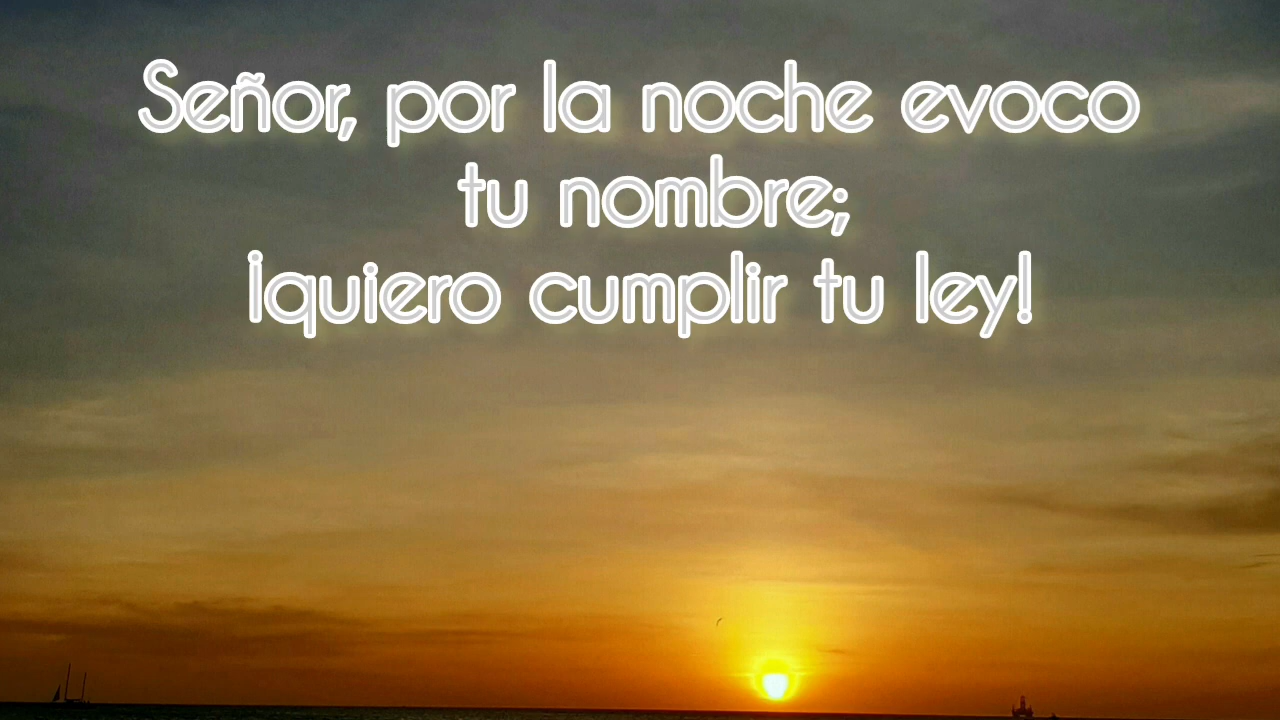 Señor, por la noche evoco
tu nombre;
¡quiero cumplir tu ley!